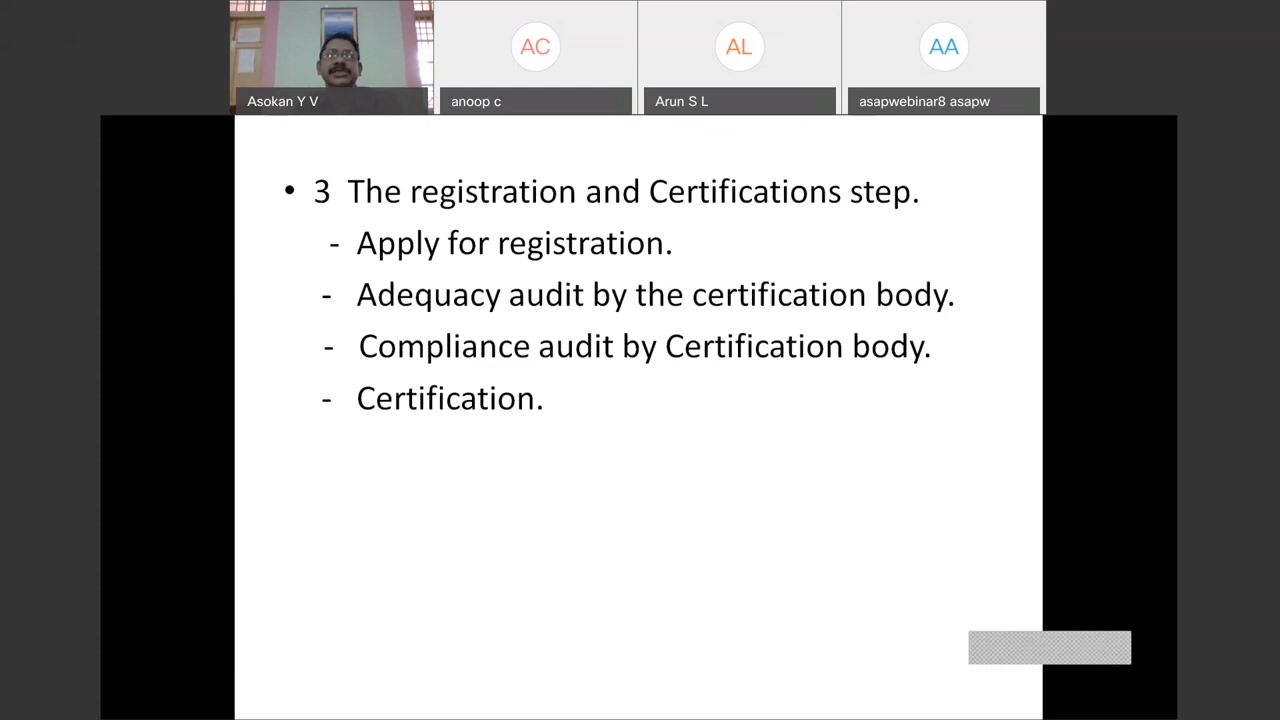 AC
AL
AA
Asokan Y V
anoop c
Arun S L
asapwebinar8 asapw
• 3 The registration and Certifications step.
- Apply for registration.
- Adequacy audit by the certification body.
- Compliance audit by Certification body.
- Certification.